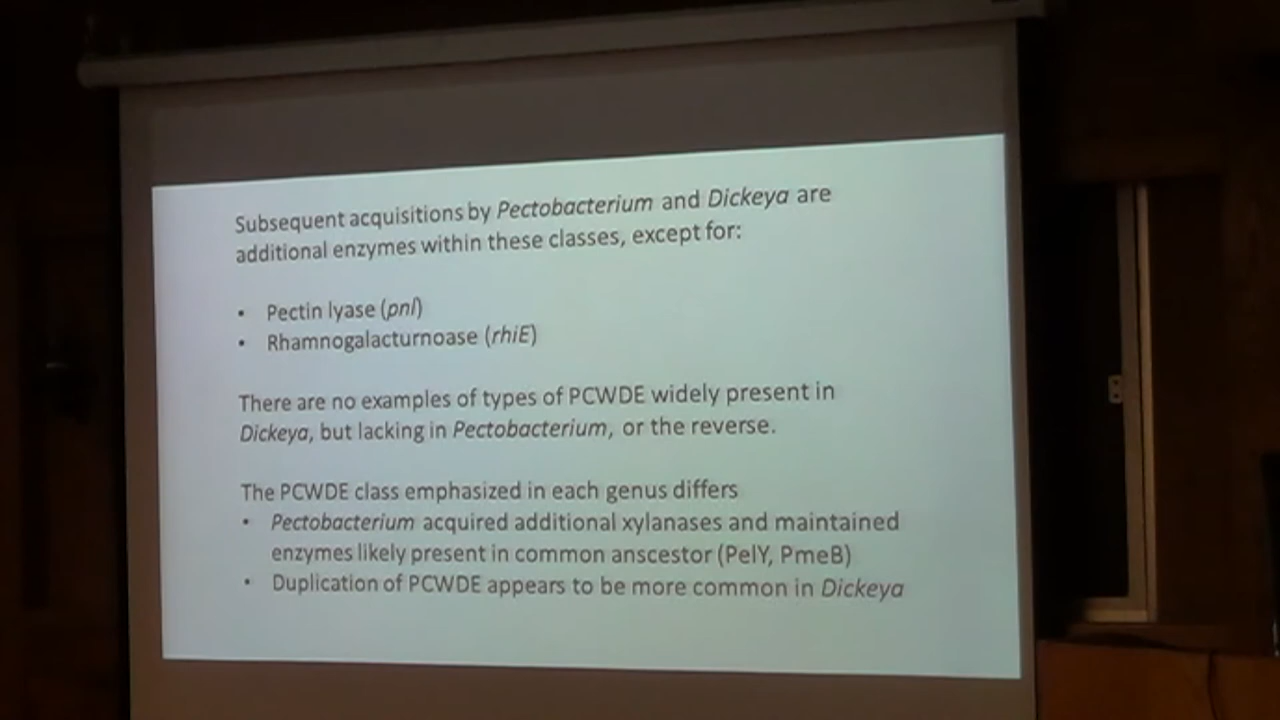 Subsequent acquisitions by Pectobacterium and Dickeya are
additional enzymes within these classes, except for:
• Pectin lyase (pnl)
• Rhamnogalacturnoase (rhiE)
There are no examples of types of PCWDE widely present in
Dickeya, but lacking in Pectobacterium, or the reverse.
The PCWDE class emphasized in each genus differs
• Pectobacterium acquired additional xylanases and maintained
enzymes likely present in common anscestor (PelY, PmeB)
• Duplication of PCWDE appears to be more common in Dickeya